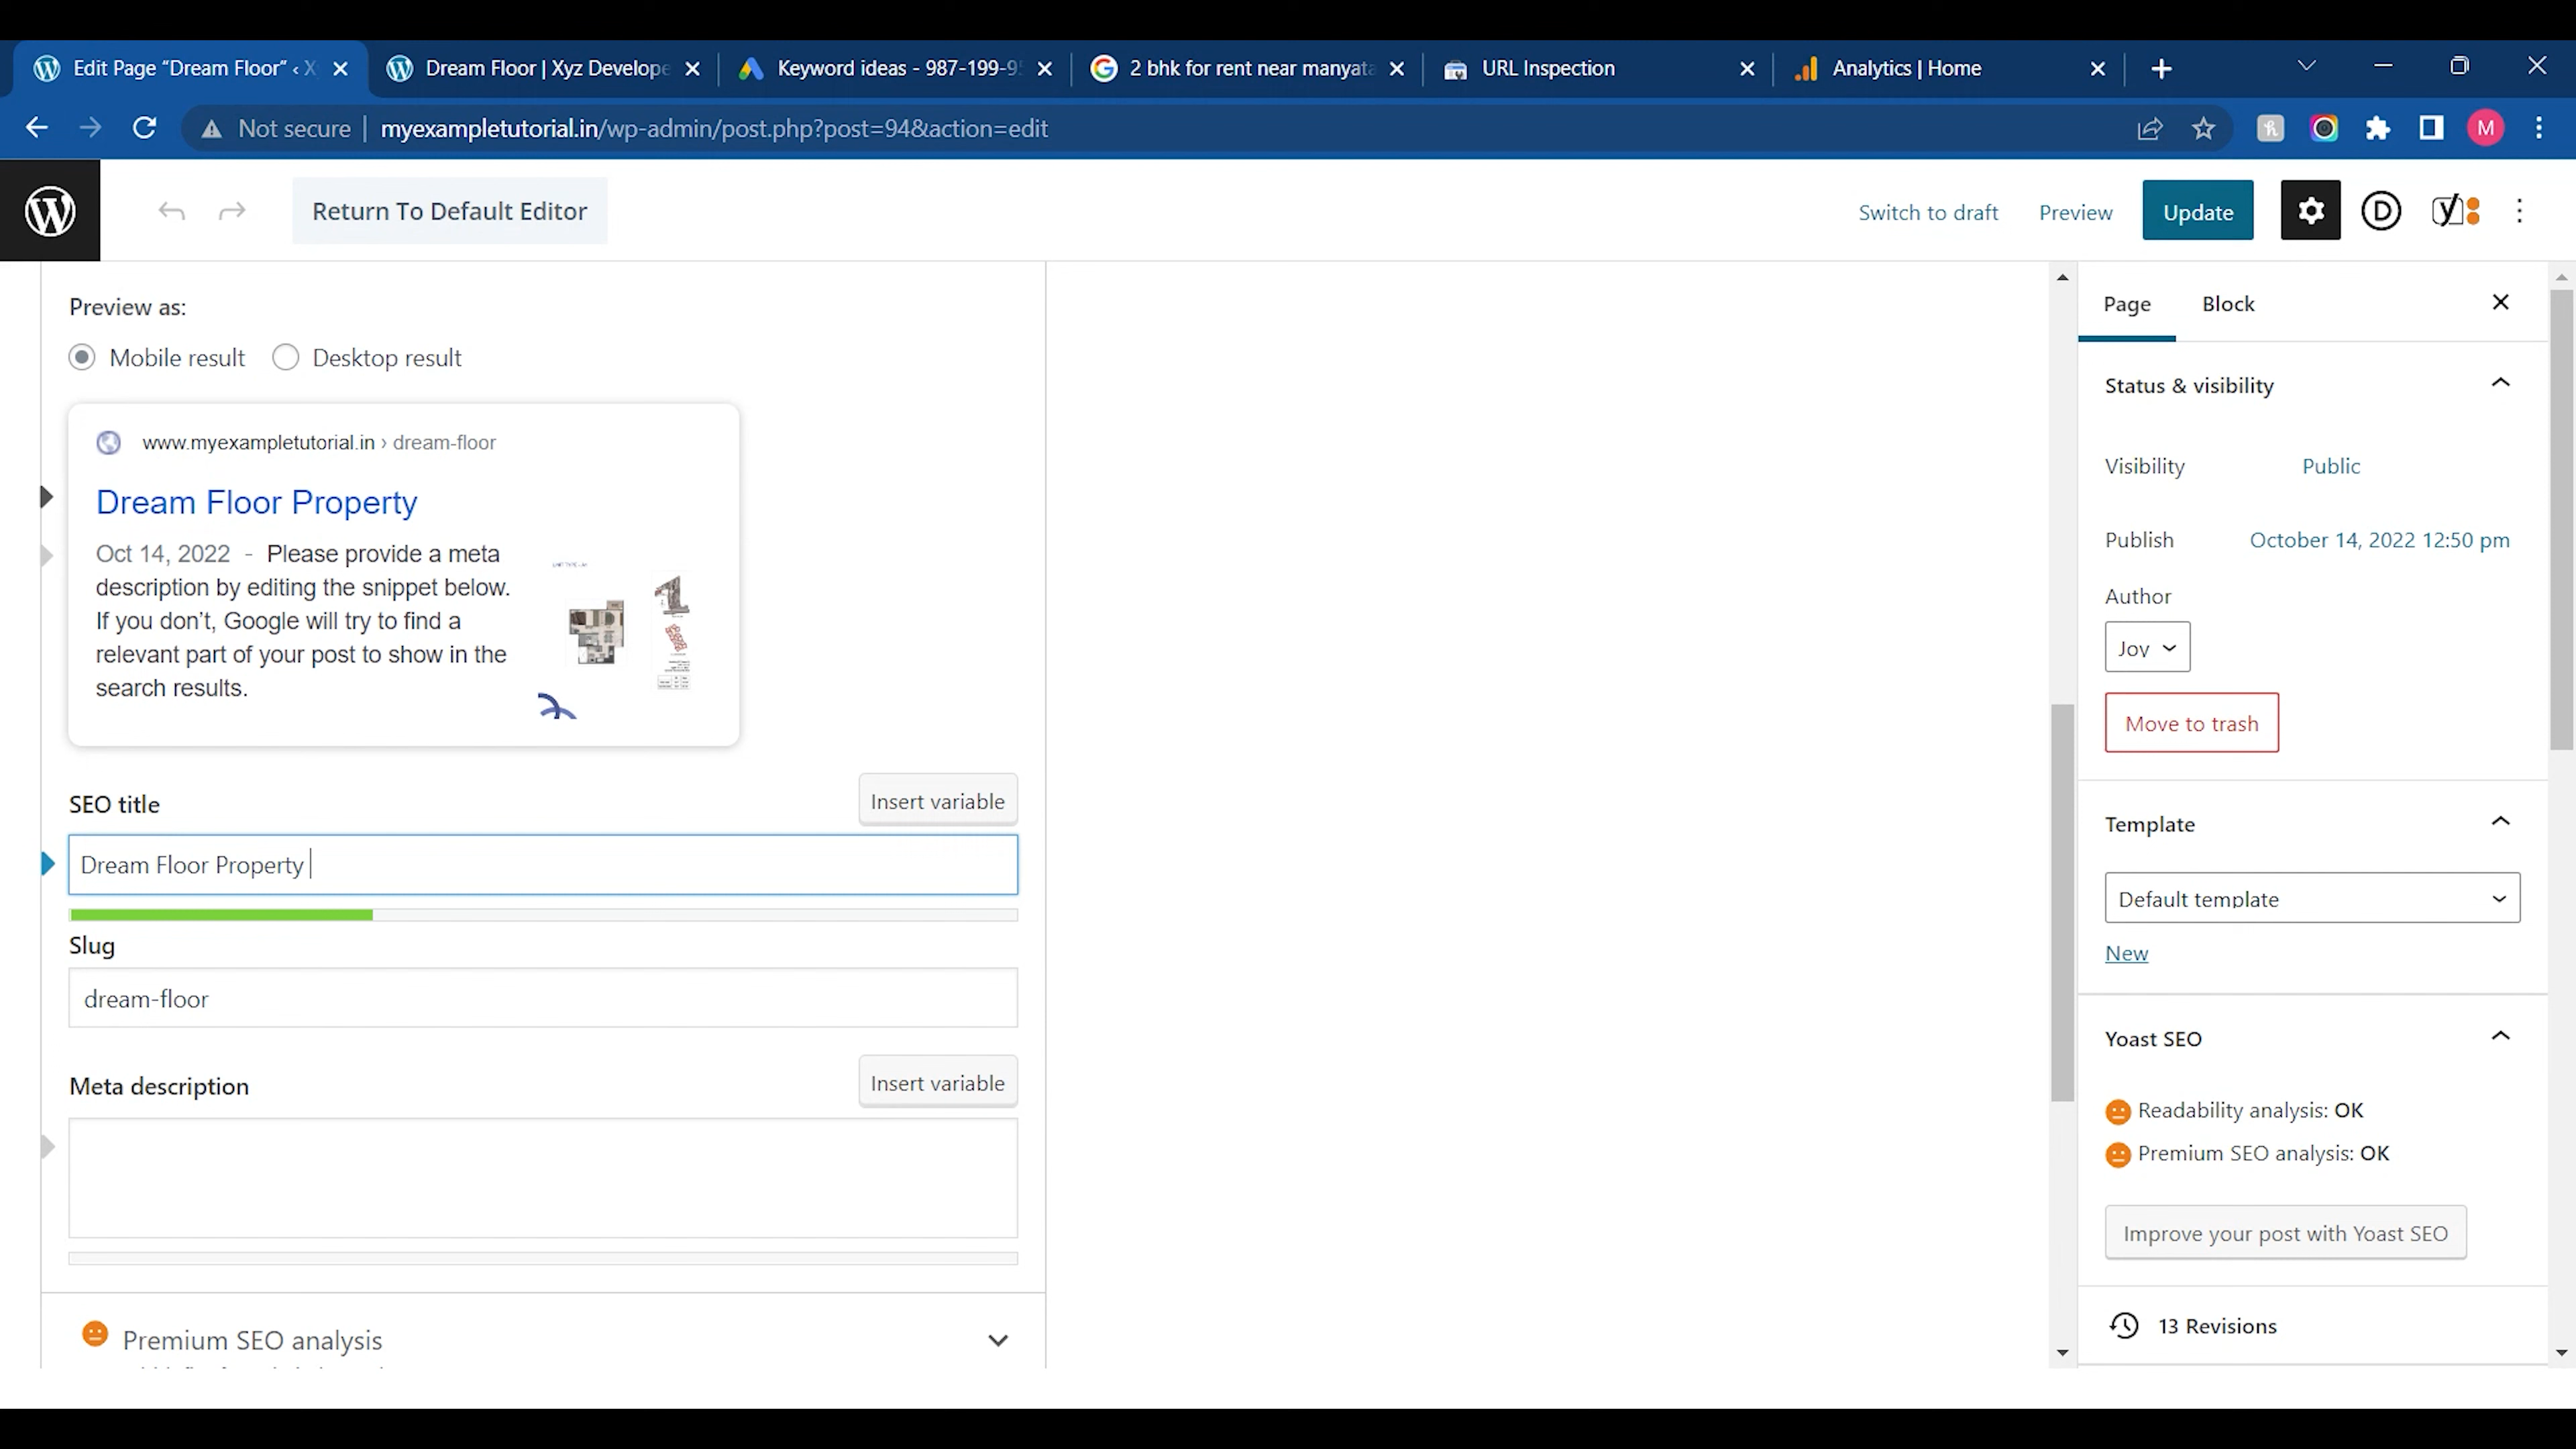 Edit Page “Dream Floor” ‹ X
Dream Floor | Xyz Develope
Keyword ideas - 987-199-9
2 bhk for rent near manyata
URL Inspection
Analytics | Home
Not secure
myexampletutorial.in/wp-admin/post.php?post=94&action=edit
M
Return To Default Editor
Switch to draft
Preview
Update
Preview as:
Mobile result
Desktop result
www.myexampletutorial.in › dream-floor
Dream Floor Property
Oct 14, 2022 - Please provide a meta
description by editing the snippet below.
If you don’t, Google will try to find a
relevant part of your post to show in the
search results.
SEO title
Insert variable
Dream Floor Property
Slug
dream-floor
Meta description
Insert variable
Premium SEO analysis
Page
Block
Status & visibility
Visibility
Public
Publish
October 14, 2022 12:50 pm
Author
Joy
Move to trash
Template
Default template
New
Yoast SEO
Readability analysis: OK
Premium SEO analysis: OK
Improve your post with Yoast SEO
13 Revisions